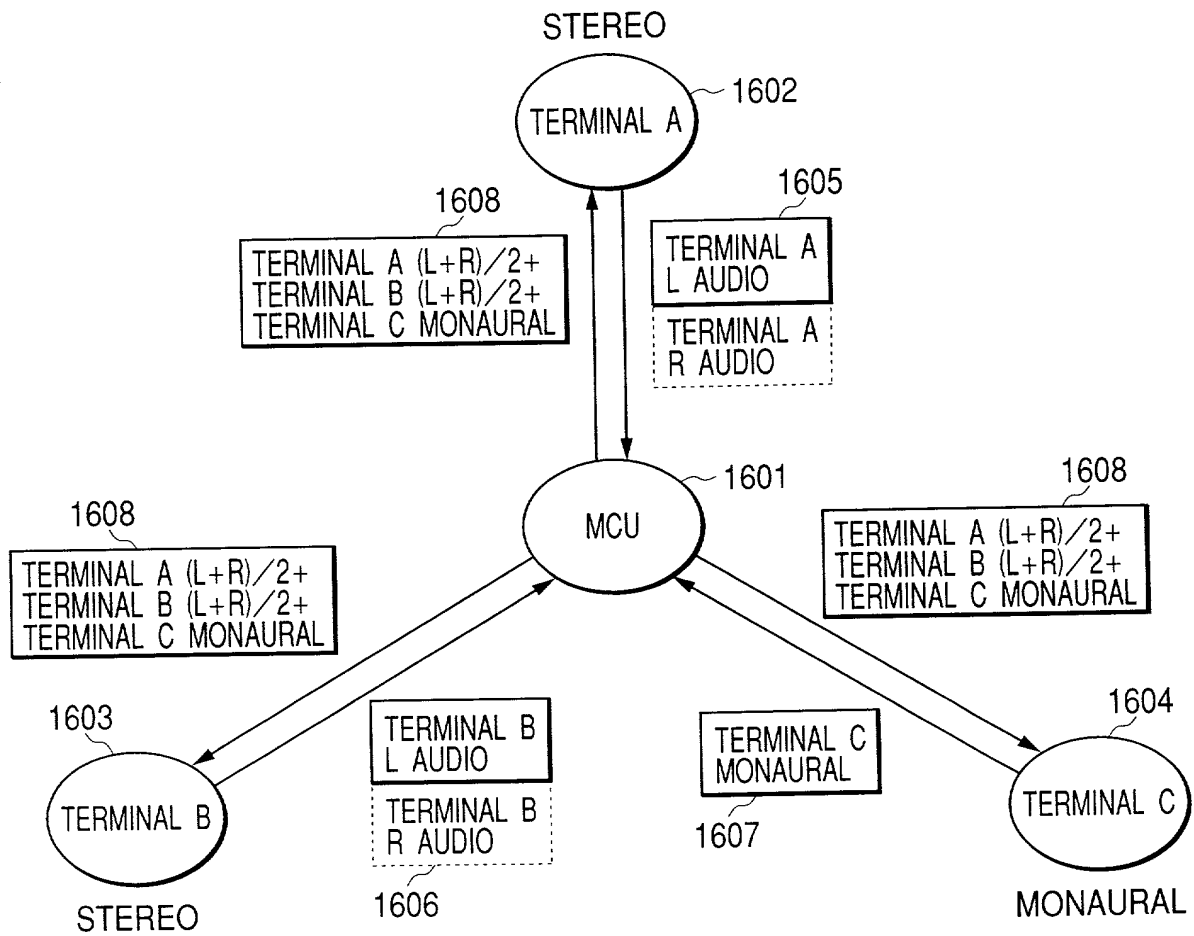 STEREO
TERMINAL A
1602
1608
TERMINAL A (L+R)/2+
TERMINAL B (L+R)/2+
TERMINAL C MONAURAL
1605
TERMINAL A
L AUDIO
TERMINAL A
R AUDIO
MCU
1601
1608
TERMINAL A (L+R)/2+
TERMINAL B (L+R)/2+
TERMINAL C MONAURAL
1608
TERMINAL A (L+R)/2+
TERMINAL B (L+R)/2+
TERMINAL C MONAURAL
1603
TERMINAL B
STEREO
TERMINAL B
L AUDIO
TERMINAL B
R AUDIO
1606
TERMINAL C
MONAURAL
1607
1604
TERMINAL C
MONAURAL